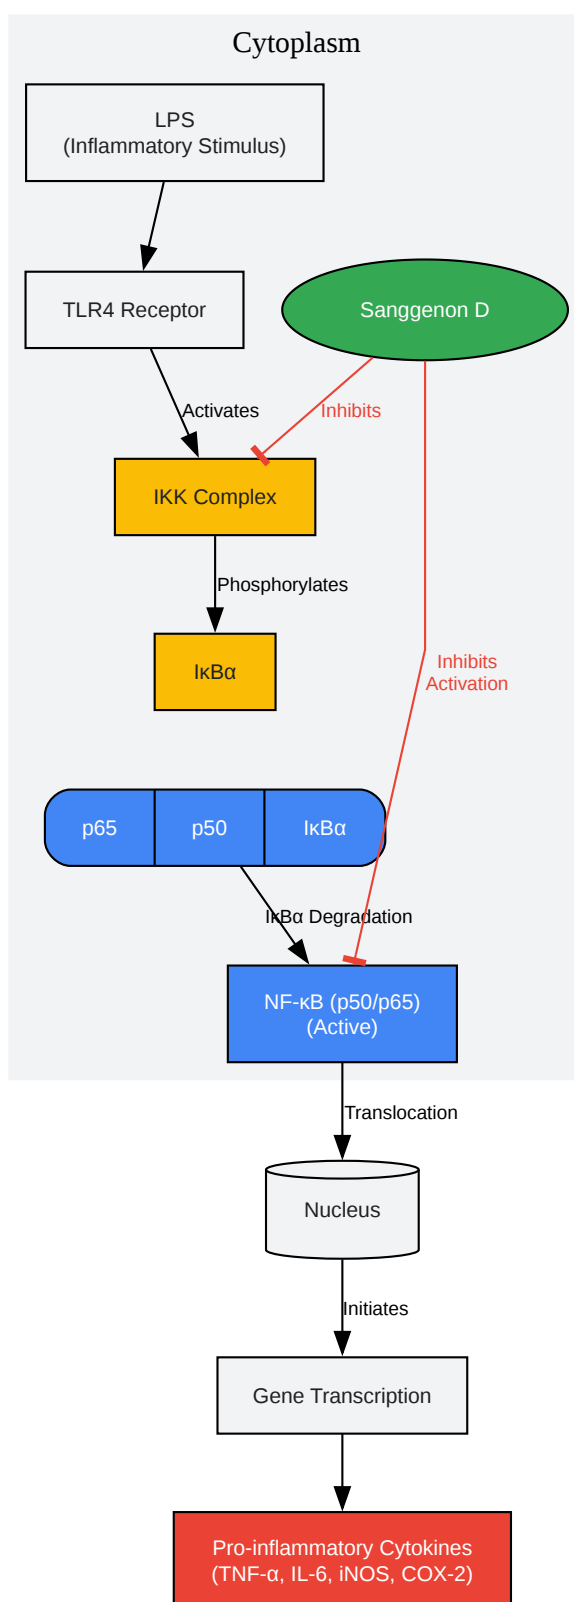 Cytoplasm
LPS
(Inflammatory Stimulus)
TLR4 Receptor
Sanggenon D
Activates
Inhibits
IKK Complex
Phosphorylates
IκBα
Inhibits
Activation
p65
p50
IκBα
IκBα Degradation
NF-κB (p50/p65)
(Active)
Translocation
Nucleus
Initiates
Gene Transcription
Pro-inflammatory Cytokines
(TNF-α, IL-6, iNOS, COX-2)